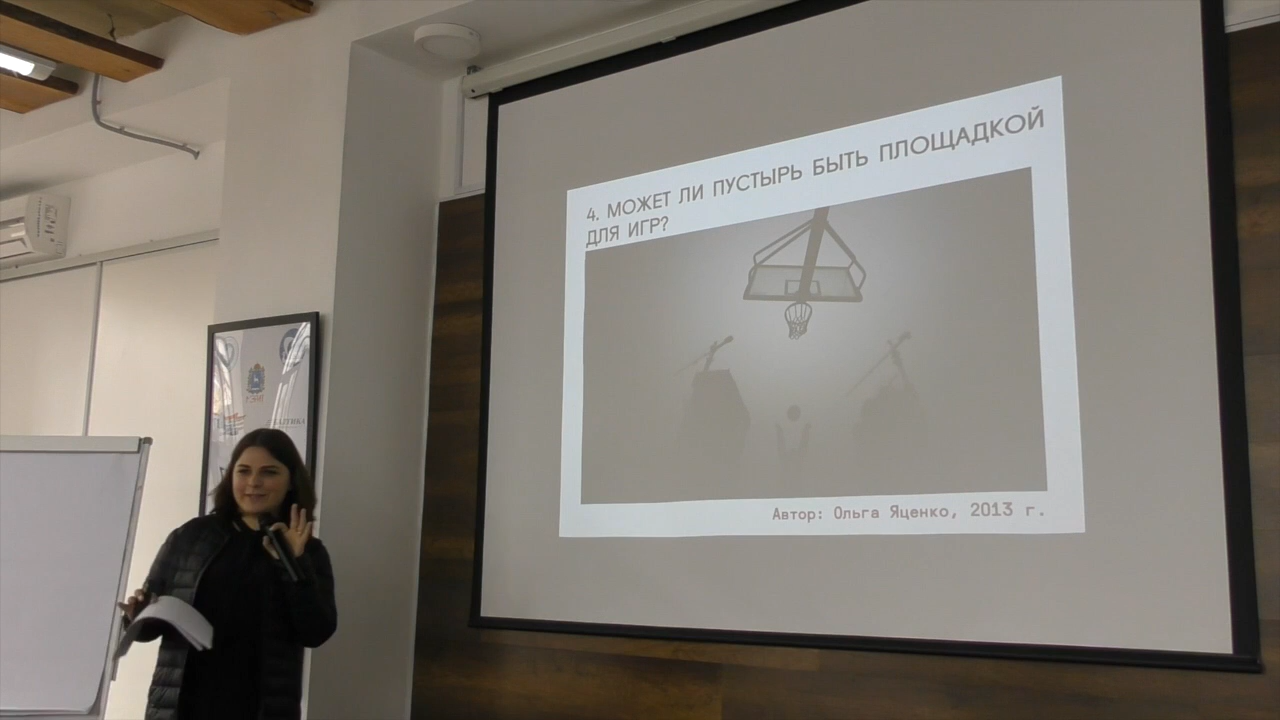 4. МОЖЕТ ЛИ ПУСТЫРЬ БЫТЬ ПЛОЩАДКОЙ
ДЛЯ ИГР?
Автор: Ольга Яценко, 2013 г.